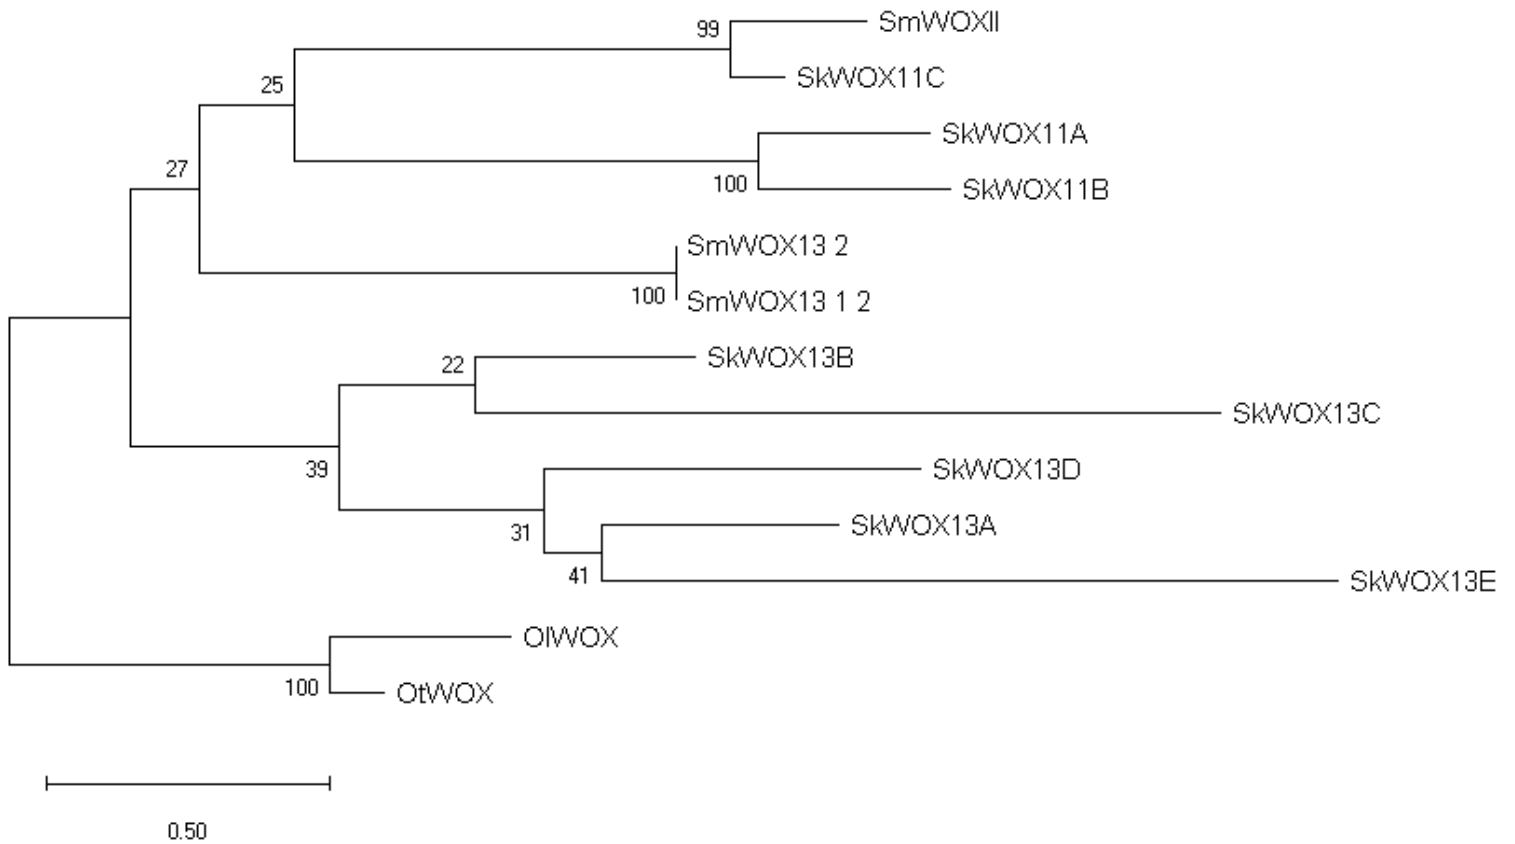 99
SmWOXII
SkWOX11C
25
SkWOX11A
27
100
SkWOX11B
SmWOX13 2
100
SmWOX13 1 2
22
SkWOX13B
SkWOX13C
39
SkWOX13D
31
SkWOX13A
41
SkWOX13E
OlWOX
100
OtWOX
0.50